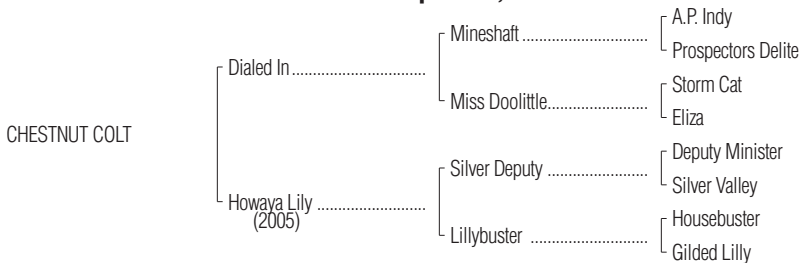 A.P. Indy
Mineshaft
Prospectors Delite
Dialed In
Storm Cat
Miss Doolittle
Eliza
CHESTNUT COLT
Deputy Minister
Silver Deputy
Silver Valley
Howaya Lily
(2005)
Housebuster
Lillybuster
Gilded Lilly